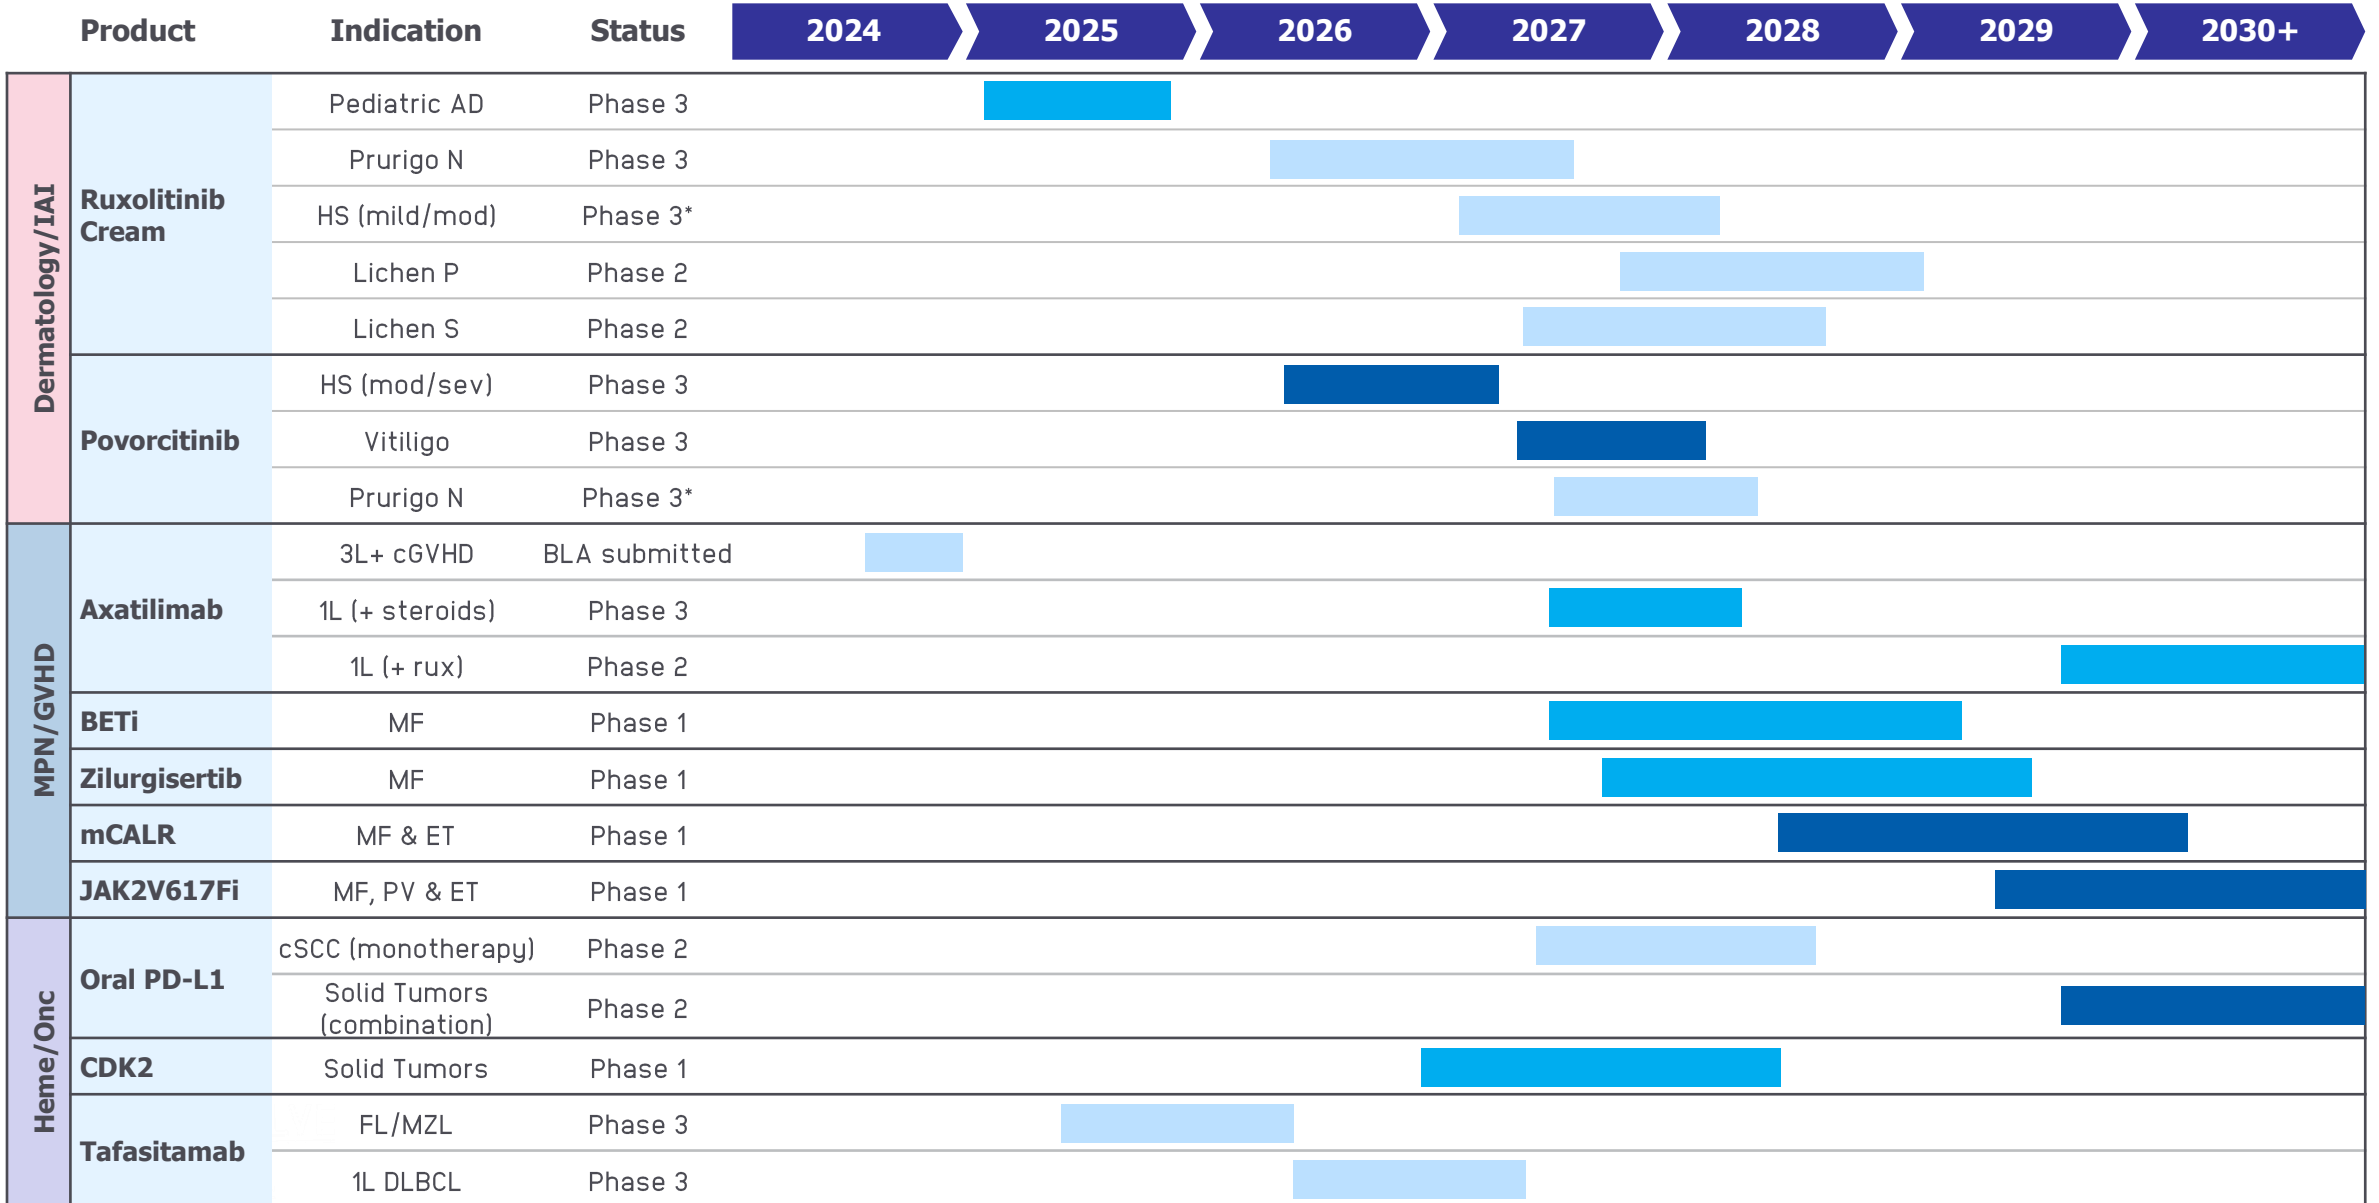 Product Indication Status 2024 2025 2026 2027 2028 2029 2030+
Dermatology/IAI
Ruxolitinib
Cream
Pediatric AD Phase 3
Prurigo N Phase 3
HS (mild/mod) Phase 3*
Lichen P Phase 2
Lichen S Phase 2
Povorcitinib
HS (mod/sev) Phase 3
Vitiligo Phase 3
Prurigo N Phase 3*
MPN/GVHD
Axatilimab
3L+ cGVHD BLA submitted
1L (+ steroids) Phase 3
1L (+ rux) Phase 2
BETi MF Phase 1
Zilurgisertib MF Phase 1
mCALR MF & ET Phase 1
JAK2V617Fi MF, PV & ET Phase 1
Heme/Onc
Oral PD-L1
cSCC (monotherapy) Phase 2
Solid Tumors
(combination) Phase 2
CDK2 Solid Tumors Phase 1
Tafasitamab
FL/MZL Phase 3
1L DLBCL Phase 3